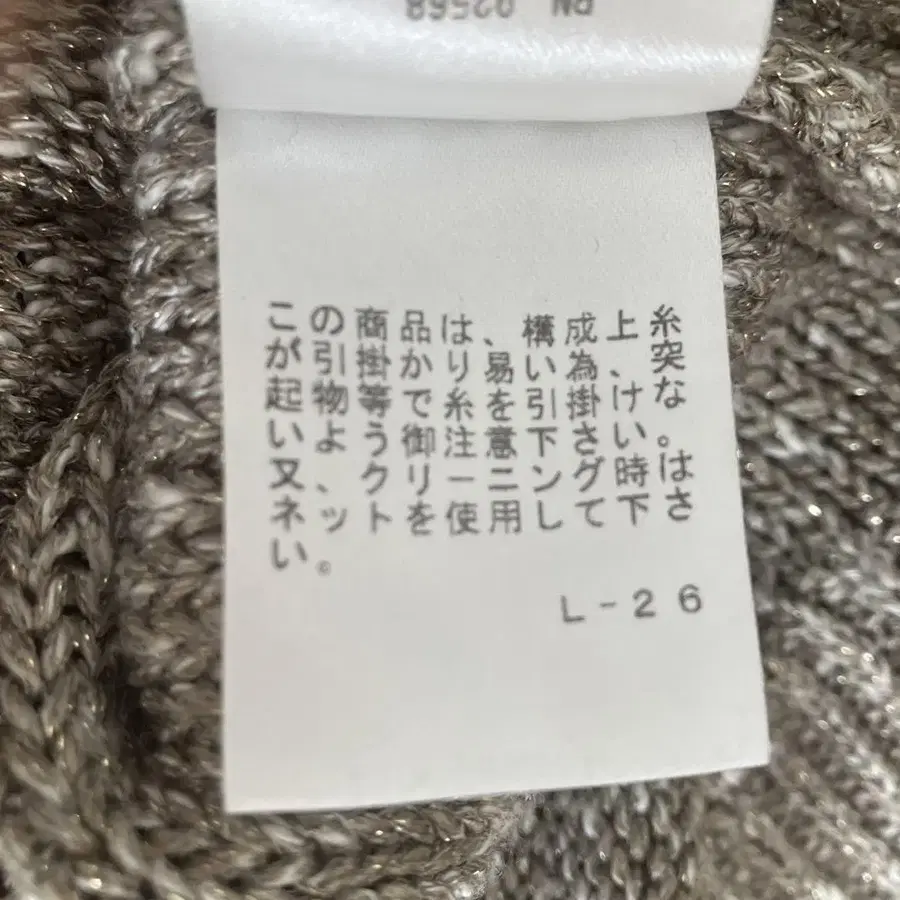 この商品は、構成上、糸
が引掛かり易い為、突
起物等で糸を引掛けな
いよう御注意下さい。
又、クリーニング時は
ネットを使用して下さ
い。
L-26